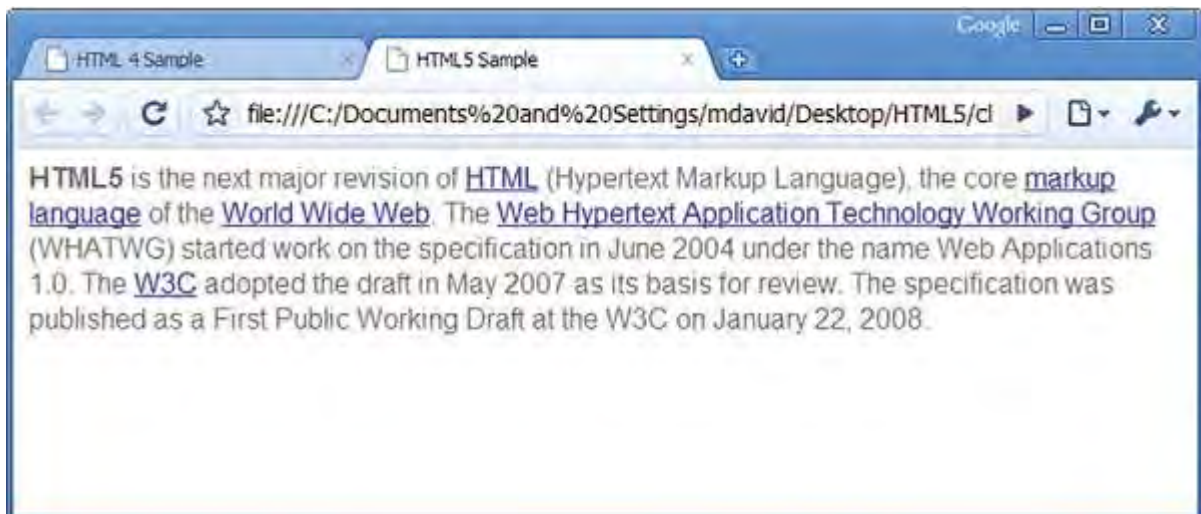 Google
HTML 4 Sample
HTML5 Sample
file:///C:/Documents%20and%20Settings/mdavid/Desktop/HTML5/cl
HTML5 is the next major revision of HTML (Hypertext Markup Language), the core markup
language of the World Wide Web. The Web Hypertext Application Technology Working Group
(WHATWG) started work on the specification in June 2004 under the name Web Applications
1.0. The W3C adopted the draft in May 2007 as its basis for review. The specification was
published as a First Public Working Draft at the W3C on January 22, 2008.